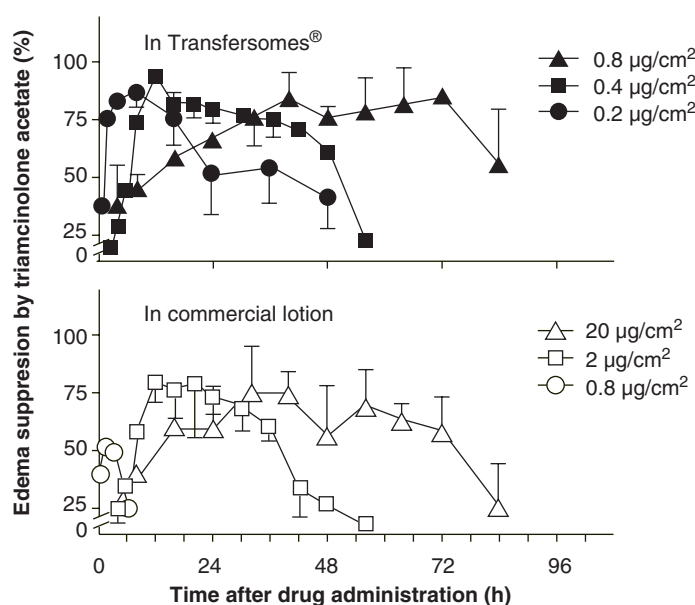 In Transfersomes®
0.8 µg/cm2
0.4 µg/cm2
0.2 µg/cm2
100
75
50
25
0
Edema suppresion by triamcinolone acetate (%)
In commercial lotion
20 µg/cm2
2 µg/cm2
0.8 µg/cm2
100
75
50
25
0
0 24 48 72 96
Time after drug administration (h)